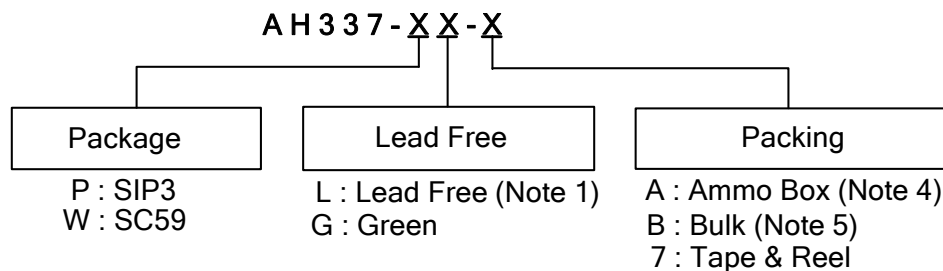 AH337-XX-X
Package
Lead Free
Packing
P : SIP3
W : SC59
L : Lead Free (Note 1)
G : Green
A : Ammo Box (Note 4)
B : Bulk (Note 5)
7 : Tape & Reel